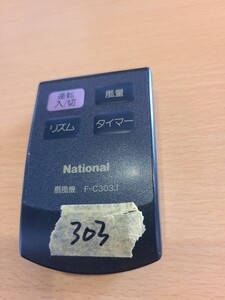 運転 風量
入/切
リズム タイマー
National
扇風機 F-C303J
303